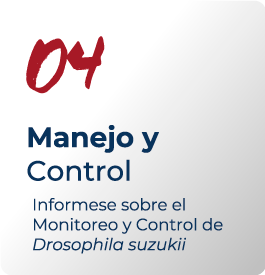 04
Manejo y
Control
Informese sobre el
Monitoreo y Control de
Drosophila suzukii